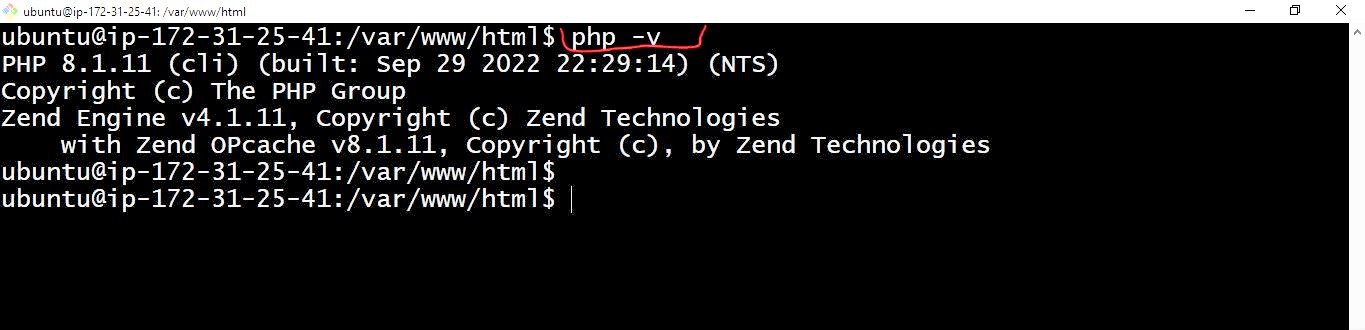 ubuntu@ip-172-31-25-41: /var/www/html
ubuntu@ip-172-31-25-41:/var/www/html$ php -v
PHP 8.1.11 (cli) (built: Sep 29 2022 22:29:14) (NTS)
Copyright (c) The PHP Group
Zend Engine v4.1.11, Copyright (c) Zend Technologies
    with Zend OPcache v8.1.11, Copyright (c), by Zend Technologies
ubuntu@ip-172-31-25-41:/var/www/html$
ubuntu@ip-172-31-25-41:/var/www/html$